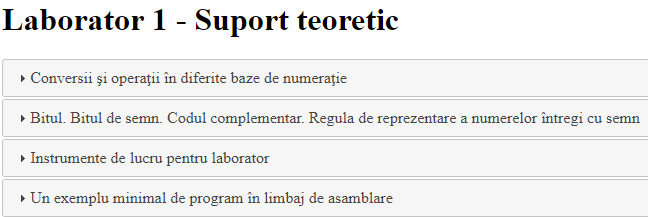 Laborator 1 - Suport teoretic
Conversii şi operaţii în diferite baze de numeraţie
Bitul. Bitul de semn. Codul complementar. Regula de reprezentare a numerelor întregi cu semn
Instrumente de lucru pentru laborator
Un exemplu minimal de program în limbaj de asamblare